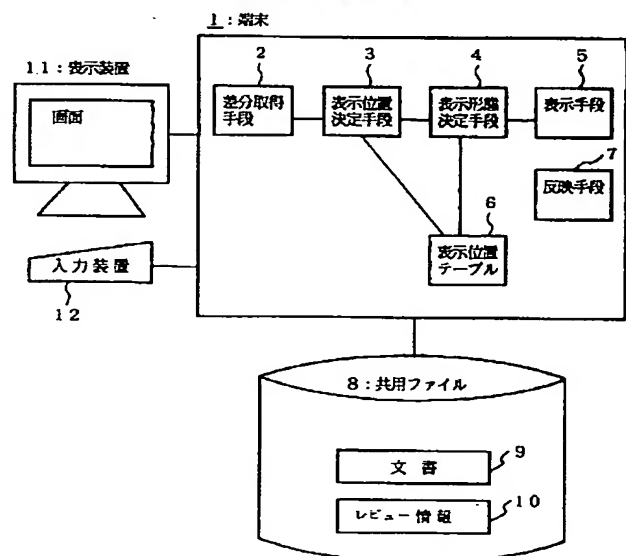 1：端末
11：表示装置
画面
2
差分取得
手段
3
表示位置
決定手段
4
表示形態
決定手段
5
表示手段
7
反映手段
6
表示位置
テーブル
入力装置
12
8：共用ファイル
文書
9
レビュー情報
10